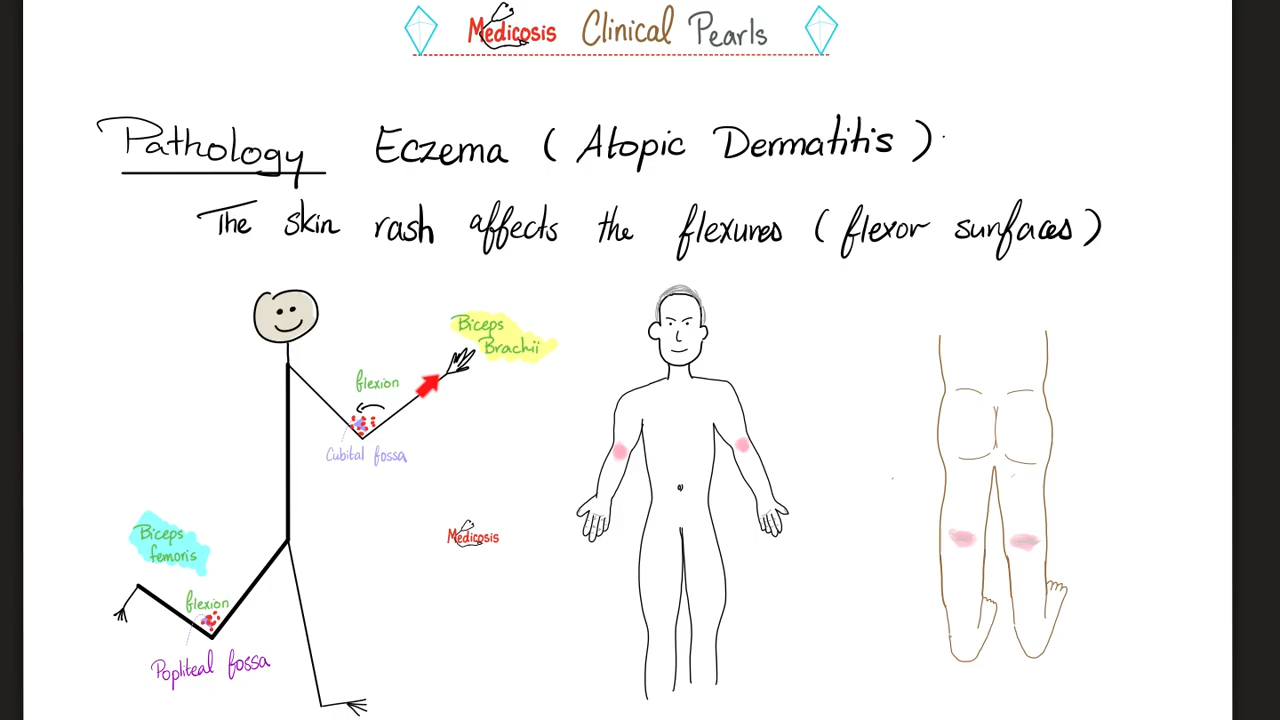 Medicosis Clinical Pearls
Pathology Eczema (Atopic Dermatitis)
The skin rash affects the flexures (flexor surfaces)
Biceps
Brachii
flexion
Cubital fossa
Biceps
femoris
flexion
Popliteal fossa
Medicosis